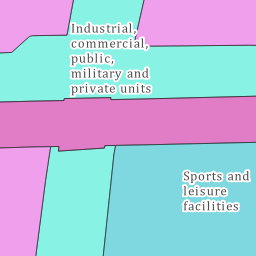 Industrial,
commercial,
public,
military and
private units
Sports and
leisure
facilities